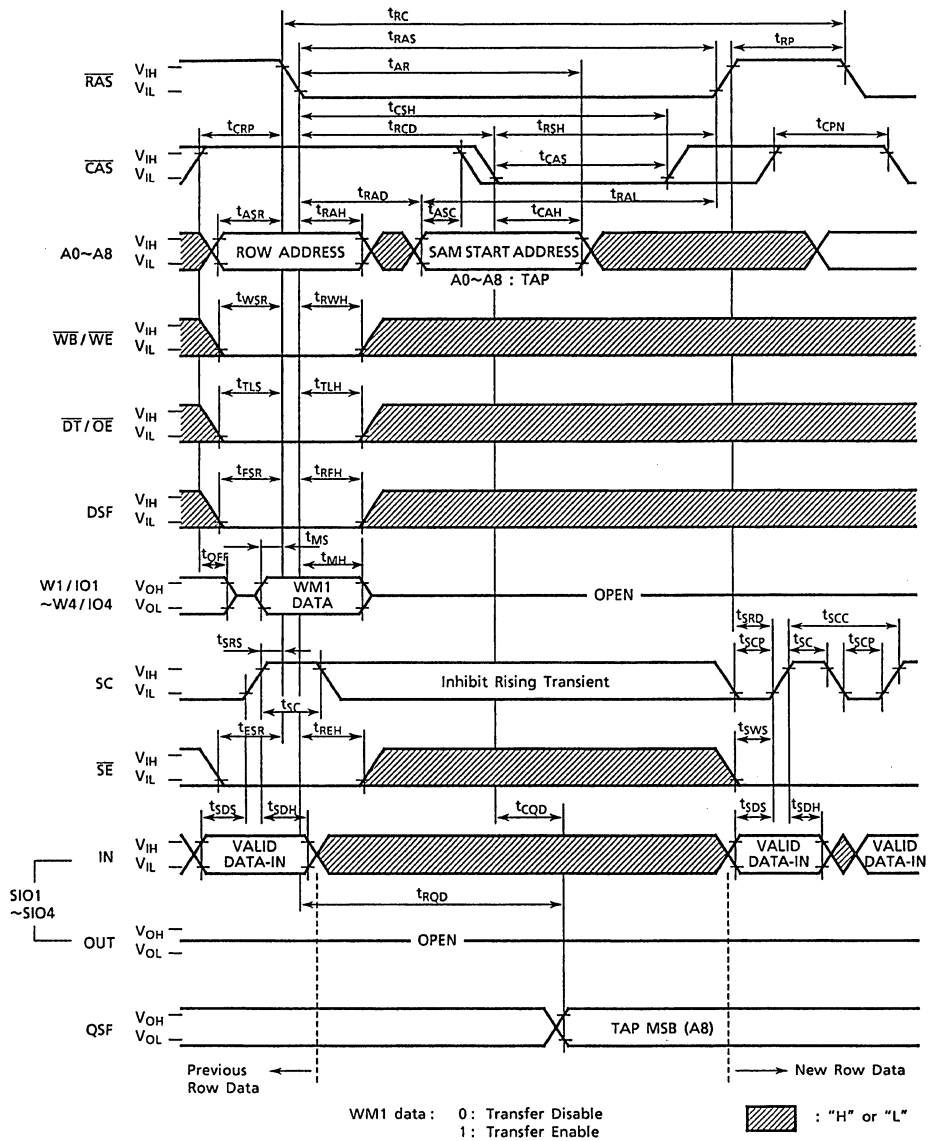 tRC
tRAS
tRP
tAR
RAS
VIH
VIL
tCSH
tCRP
tRCD
tRSH
tCPN
CAS
VIH
VIL
tCAS
tRAD
tRAL
tASR
tRAH
tASC
tCAH
A0~A8
VIH
VIL
ROW ADDRESS
SAM START ADDRESS
A0~A8 : TAP
tWSR
tRWH
WB/WE
VIH
VIL
tTLS
tTLH
DT/OE
VIH
VIL
tFSR
tRFH
DSF
VIH
VIL
tMS
tOFF
tMH
W1/IO1
~W4/IO4
VOH
VOL
WM1
DATA
OPEN
tSRD
tSCC
tSRS
tSCP
tSC
tSCP
SC
VIH
VIL
Inhibit Rising Transient
tSC
tESR
tREH
tSWS
SE
VIH
VIL
tSDS
tSDH
tCQD
tSDS
tSDH
IN
VIH
VIL
VALID
DATA-IN
VALID
DATA-IN
VALID
DATA-IN
SIO1
~SIO4
tRQD
OUT
VOH
VOL
OPEN
QSF
VOH
VOL
TAP MSB (A8)
Previous
Row Data
New Row Data
WM1 data : 0 : Transfer Disable
1 : Transfer Enable
: "H" or "L"